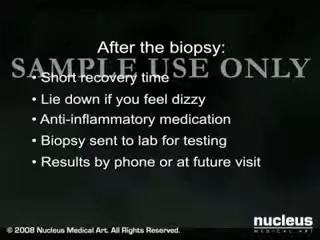 After the biopsy:
SAMPLE USE ONLY
• Short recovery time
• Lie down if you feel dizzy
• Anti-inflammatory medication
• Biopsy sent to lab for testing
• Results by phone or at future visit
nucleus
MEDICAL ART
© 2008 Nucleus Medical Art. All Rights Reserved.